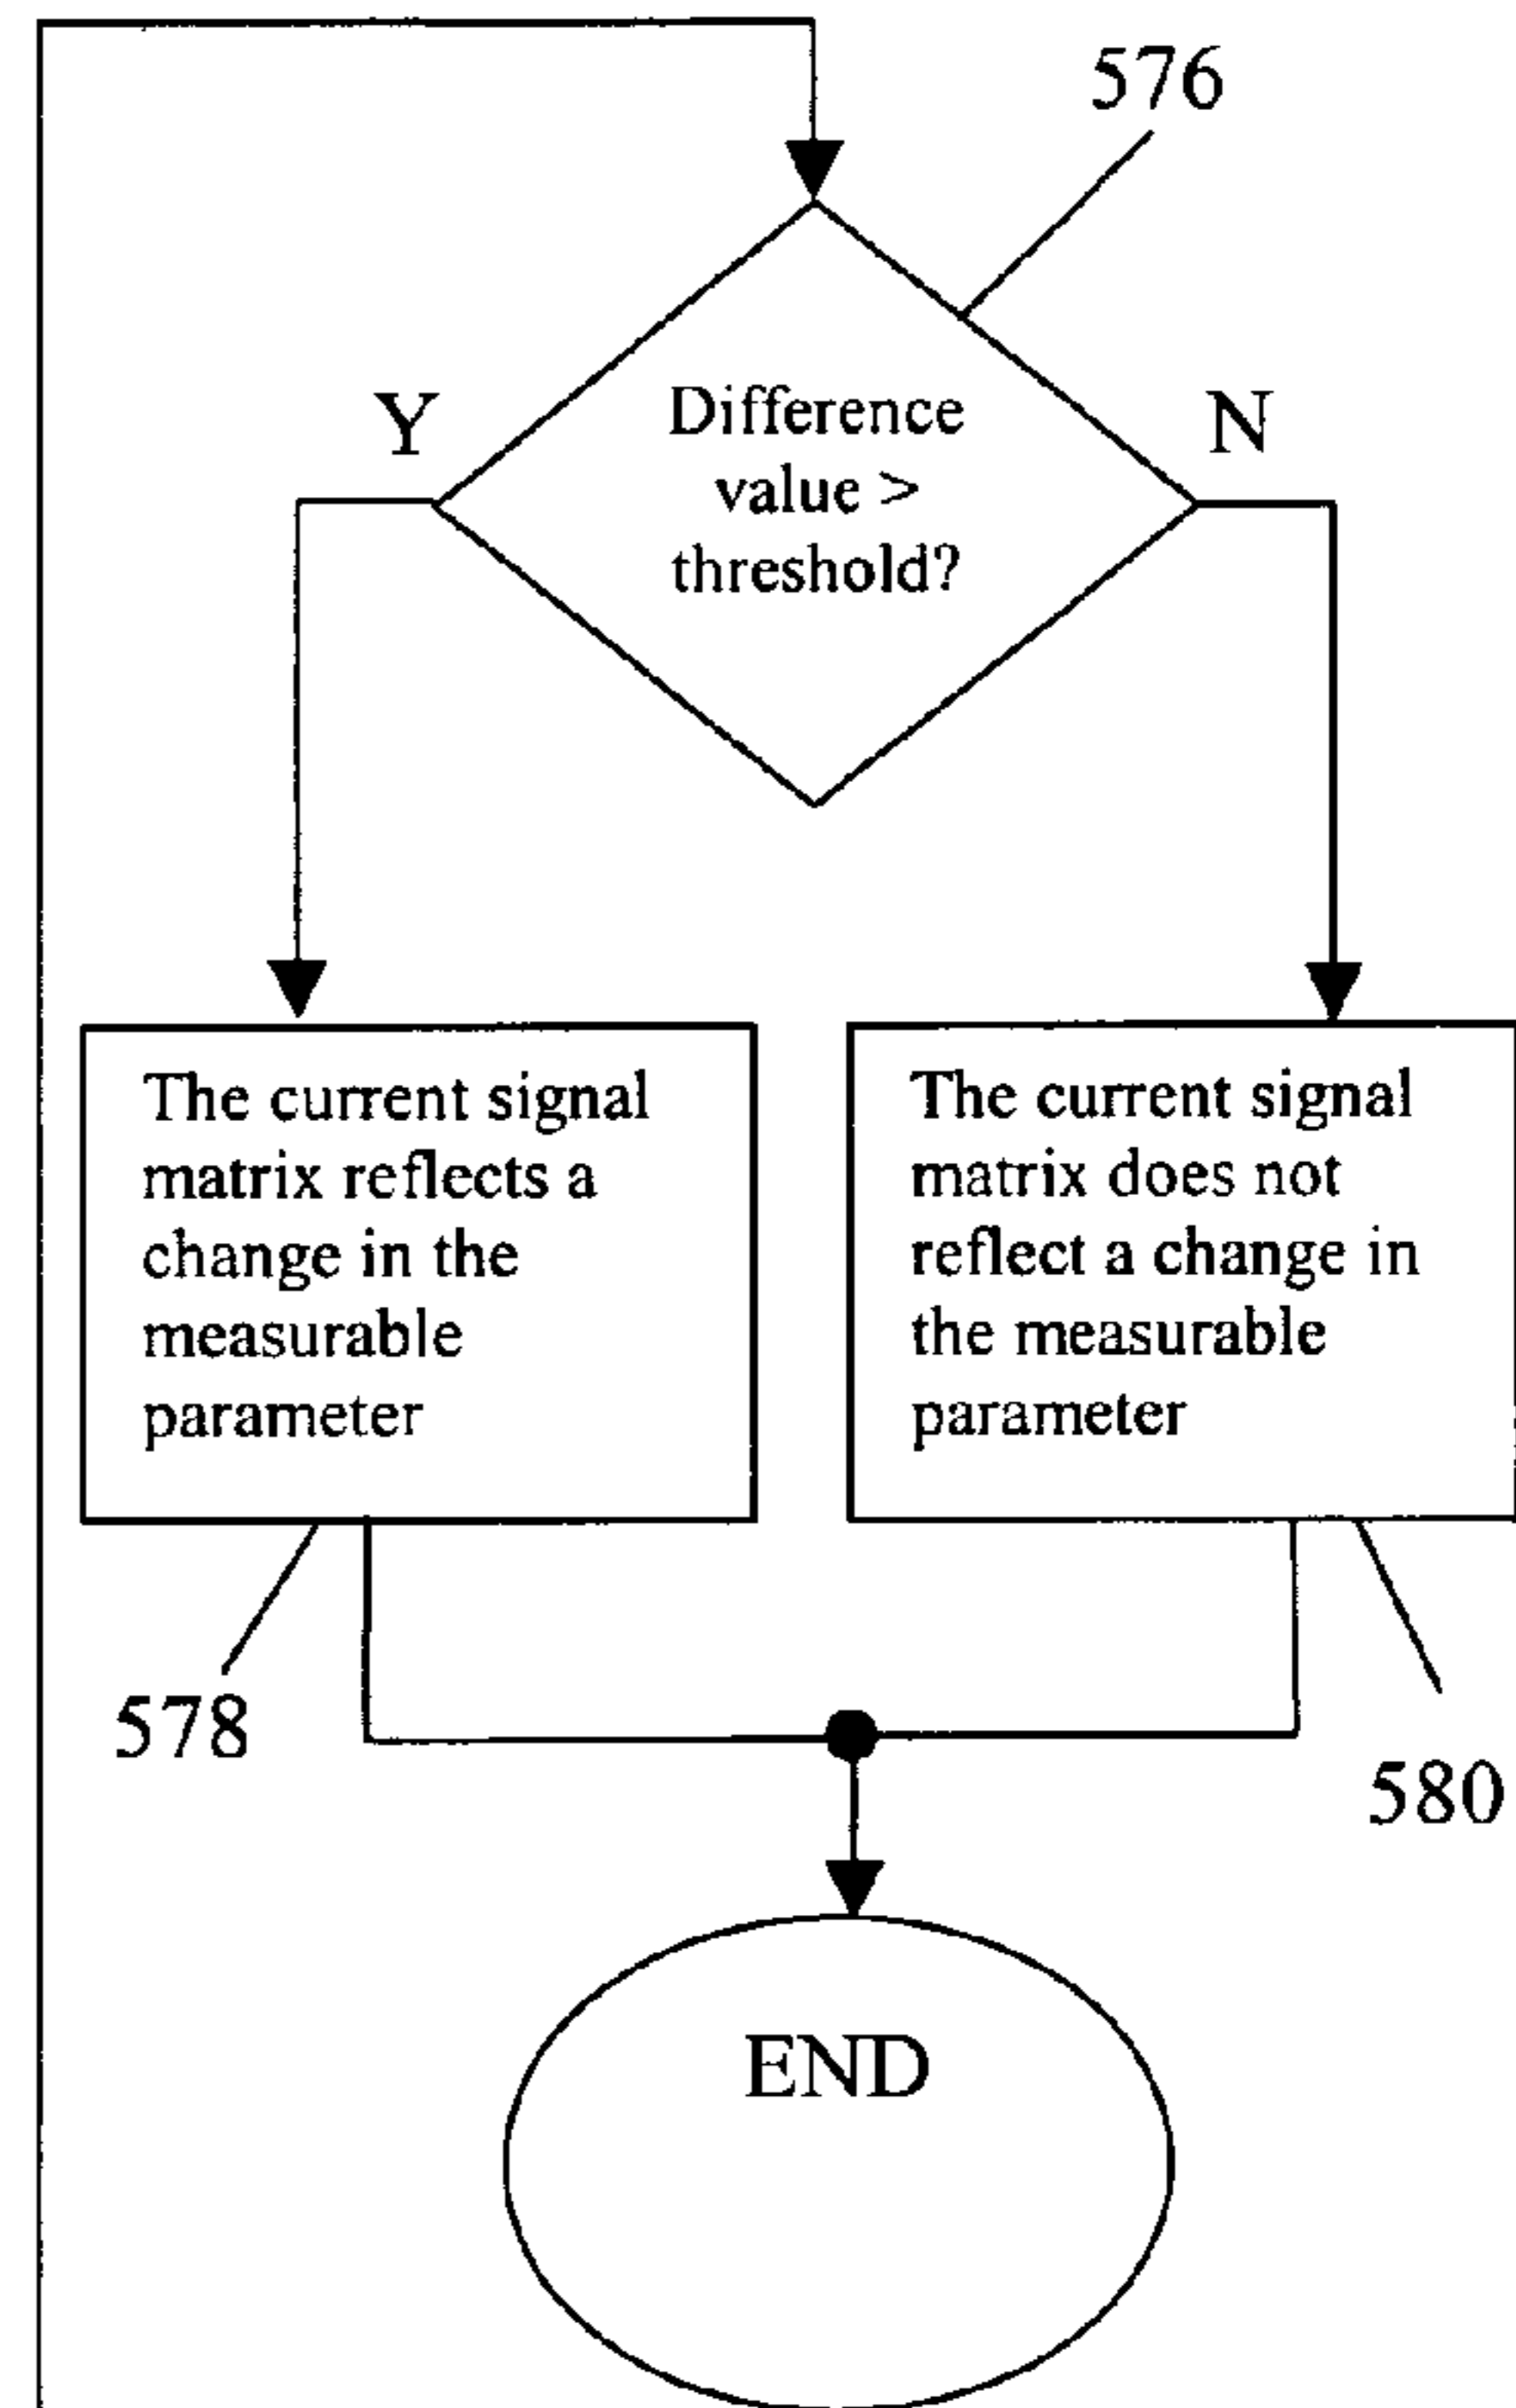 576
Y
Difference
value >
threshold?
N
The current signal
matrix reflects a
change in the
measurable
parameter
The current signal
matrix does not
reflect a change in
the measurable
parameter
578
580
END